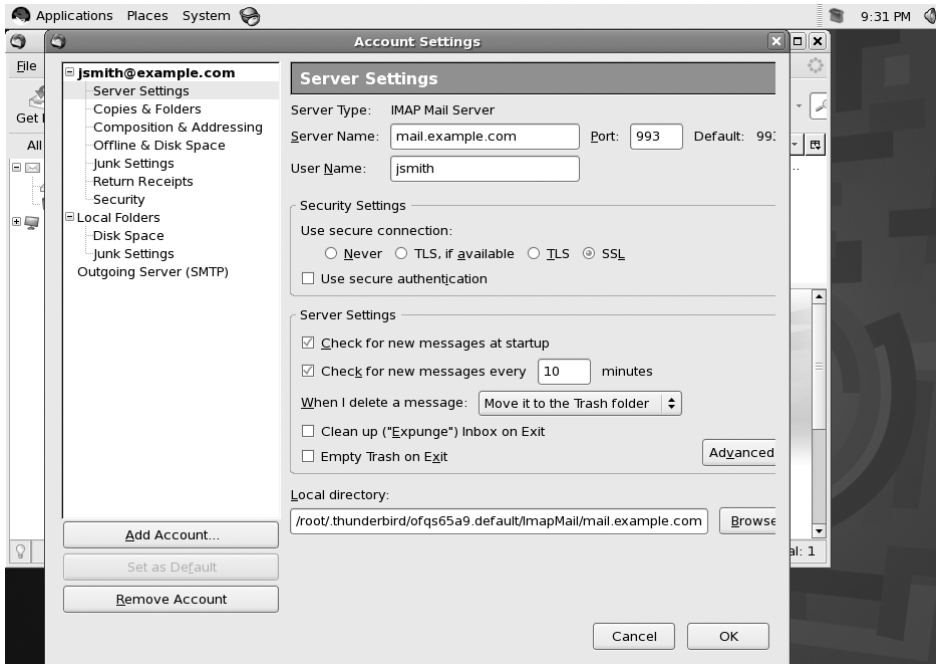 Applications Places System 9:31 PM
Account Settings
File
Get
All
jsmith@example.com
Server Settings
Copies & Folders
Composition & Addressing
Offline & Disk Space
Junk Settings
Return Receipts
Security
Local Folders
Disk Space
Junk Settings
Outgoing Server (SMTP)
Add Account...
Set as Default
Remove Account
Server Settings
Server Type: IMAP Mail Server
Server Name: mail.example.com Port: 993 Default: 99
User Name: jsmith
Security Settings
Use secure connection:
Never TLS, if available TLS SSL
Use secure authentication
Server Settings
Check for new messages at startup
Check for new messages every 10 minutes
When I delete a message: Move it to the Trash folder
Clean up ("Expunge") Inbox on Exit
Empty Trash on Exit
Advanced
Local directory:
/root/.thunderbird/ofqs65a9.default/ImapMail/mail.example.com Browse
al: 1
Cancel OK